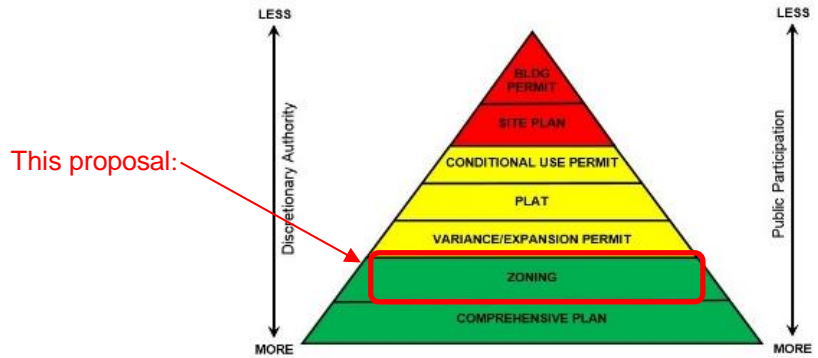 LESS
LESS
BLDG
PERMIT
SITE PLAN
Discretionary Authority
Public Participation
This proposal:
CONDITIONAL USE PERMIT
PLAT
VARIANCE/EXPANSION PERMIT
ZONING
COMPREHENSIVE PLAN
MORE
MORE